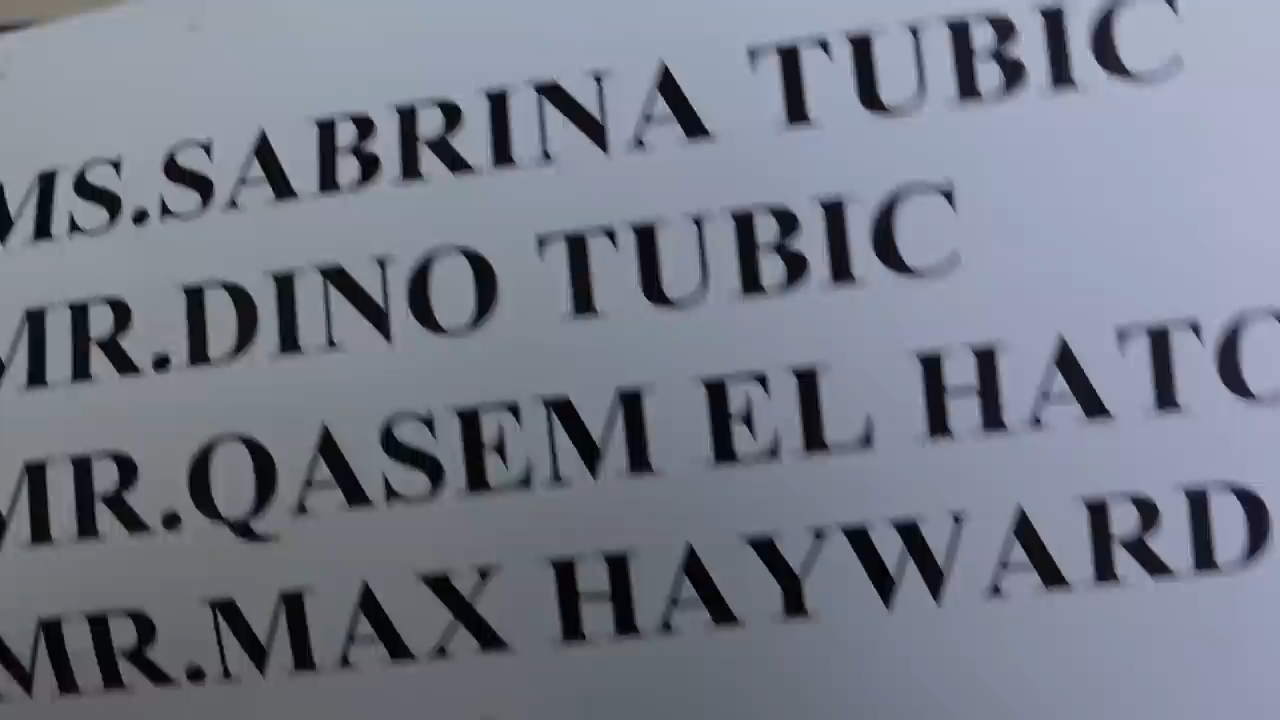 MS.SABRINA TUBIC
MR.DINO TUBIC
MR.QASEM EL
MR.MAX HAYWARD